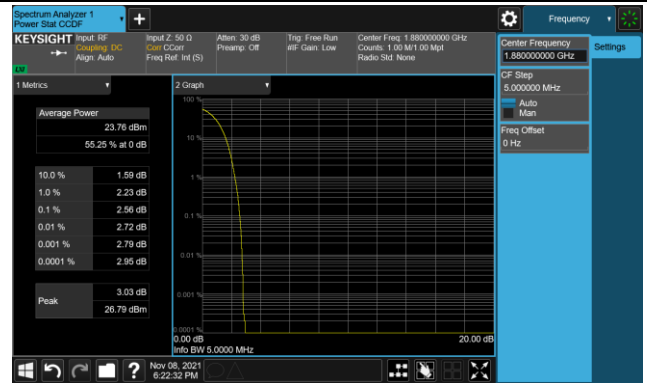 Spectrum Analyzer 1
Power Stat CCDF
Frequency
KEYSIGHT
Input: RF
Coupling: DC
Align: Auto
Input Z: 50 Ω
Corr CCorr
Freq Ref: Int (S)
Atten: 30 dB
Preamp: Off
Trig: Free Run
#IF Gain: Low
Center Freq: 1.880000000 GHz
Counts: 1.00 M/1.00 Mpt
Radio Std: None
Center Frequency
1.880000000 GHz
Settings
CF Step
5.000000 MHz
Auto
Man
Freq Offset
0 Hz
1 Metrics
Average Power
23.76 dBm
55.25 % at 0 dB
10.0 % 1.59 dB
1.0 % 2.23 dB
0.1 % 2.56 dB
0.01 % 2.72 dB
0.001 % 2.79 dB
0.0001 % 2.95 dB
Peak
3.03 dB
26.79 dBm
2 Graph
100 %
10 %
1 %
0.1 %
0.01 %
0.001 %
0.0001 %
0.00 dB
20.00 dB
Info BW 5.0000 MHz
?
Nov 08, 2021
6:22:32 PM